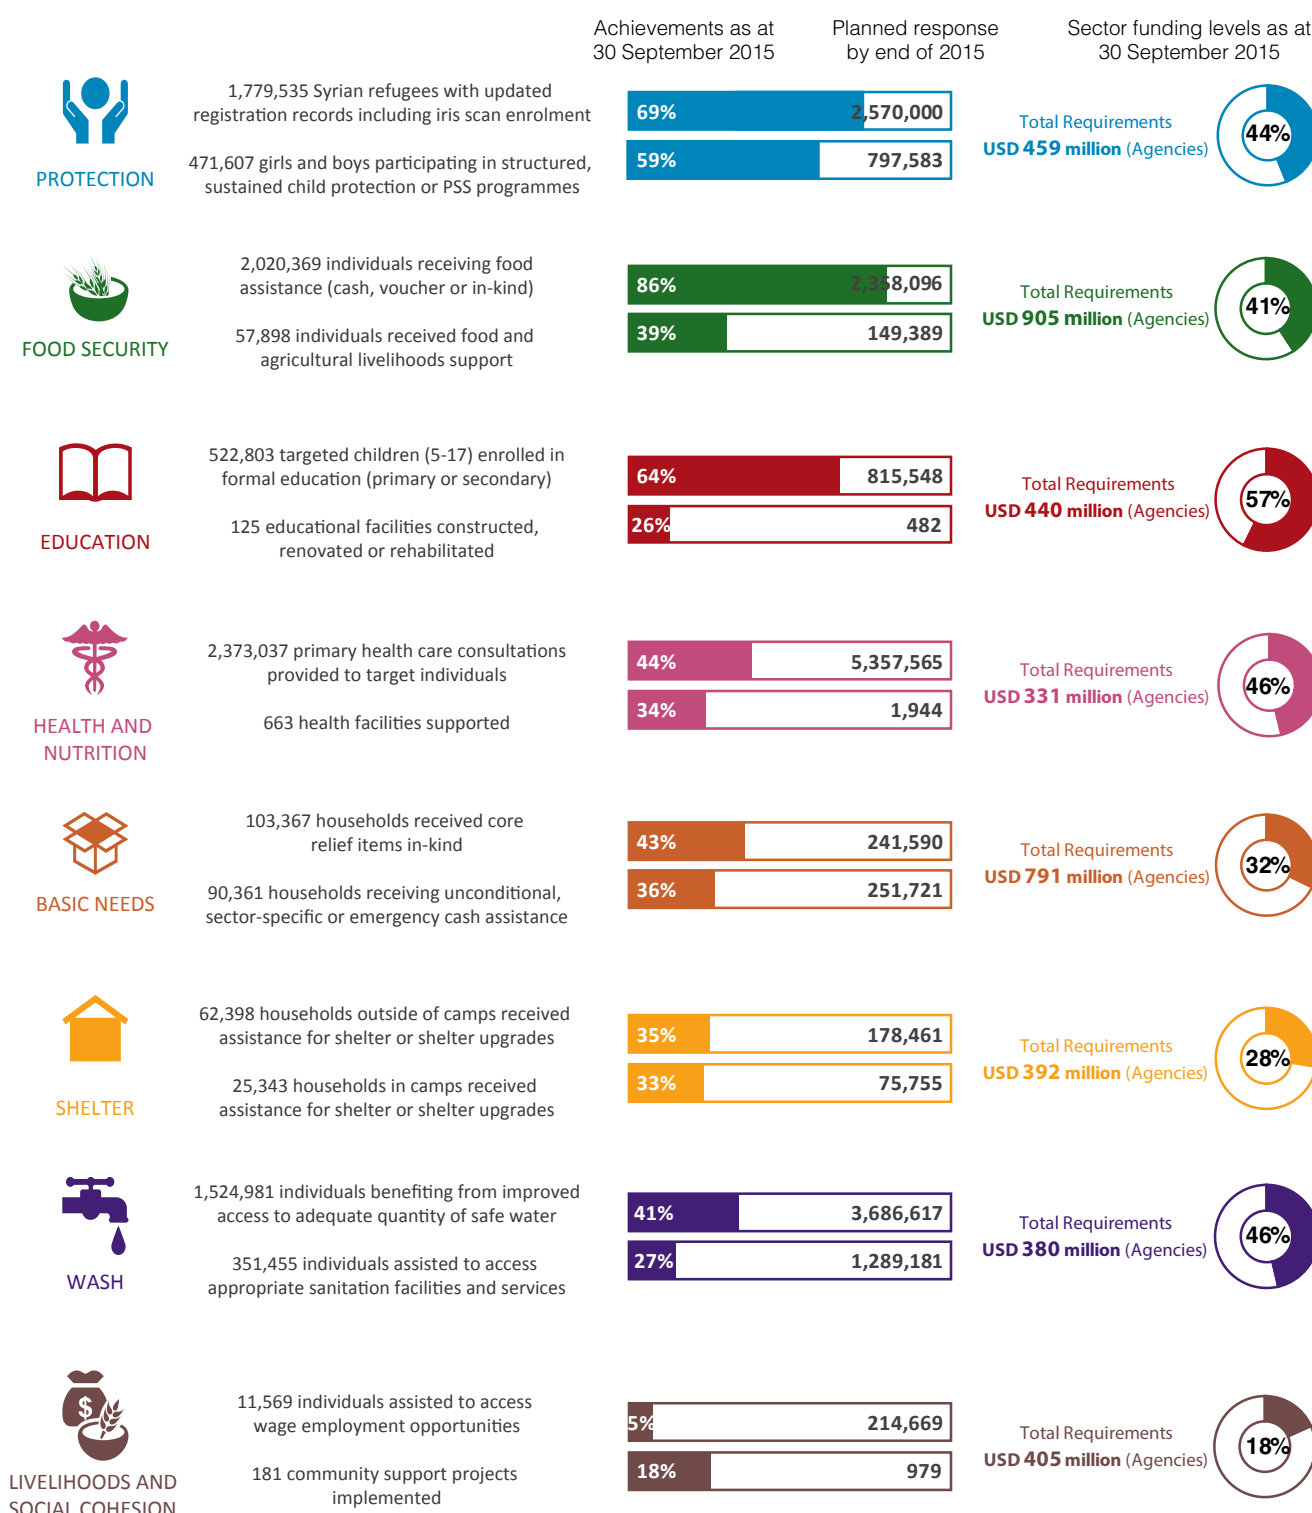 Achievements as at
30 September 2015
Planned response
by end of 2015
Sector funding levels as at
30 September 2015
PROTECTION
1,779,535 Syrian refugees with updated
registration records including iris scan enrolment
471,607 girls and boys participating in structured,
sustained child protection or PSS programmes
69%
2,570,000
59%
797,583
Total Requirements
USD 459 million (Agencies)
44%
FOOD SECURITY
2,020,369 individuals receiving food
assistance (cash, voucher or in-kind)
57,898 individuals received food and
agricultural livelihoods support
86%
2,358,096
39%
149,389
Total Requirements
USD 905 million (Agencies)
41%
EDUCATION
522,803 targeted children (5-17) enrolled in
formal education (primary or secondary)
125 educational facilities constructed,
renovated or rehabilitated
64%
815,548
26%
482
Total Requirements
USD 440 million (Agencies)
57%
HEALTH AND
NUTRITION
2,373,037 primary health care consultations
provided to target individuals
663 health facilities supported
44%
5,357,565
34%
1,944
Total Requirements
USD 331 million (Agencies)
46%
BASIC NEEDS
103,367 households received core
relief items in-kind
90,361 households receiving unconditional,
sector-specific or emergency cash assistance
43%
241,590
36%
251,721
Total Requirements
USD 791 million (Agencies)
32%
SHELTER
62,398 households outside of camps received
assistance for shelter or shelter upgrades
25,343 households in camps received
assistance for shelter or shelter upgrades
35%
178,461
33%
75,755
Total Requirements
USD 392 million (Agencies)
28%
WASH
1,524,981 individuals benefiting from improved
access to adequate quantity of safe water
351,455 individuals assisted to access
appropriate sanitation facilities and services
41%
3,686,617
27%
1,289,181
Total Requirements
USD 380 million (Agencies)
46%
$
LIVELIHOODS AND
SOCIAL COHESION
11,569 individuals assisted to access
wage employment opportunities
181 community support projects
implemented
5%
214,669
18%
979
Total Requirements
USD 405 million (Agencies)
18%